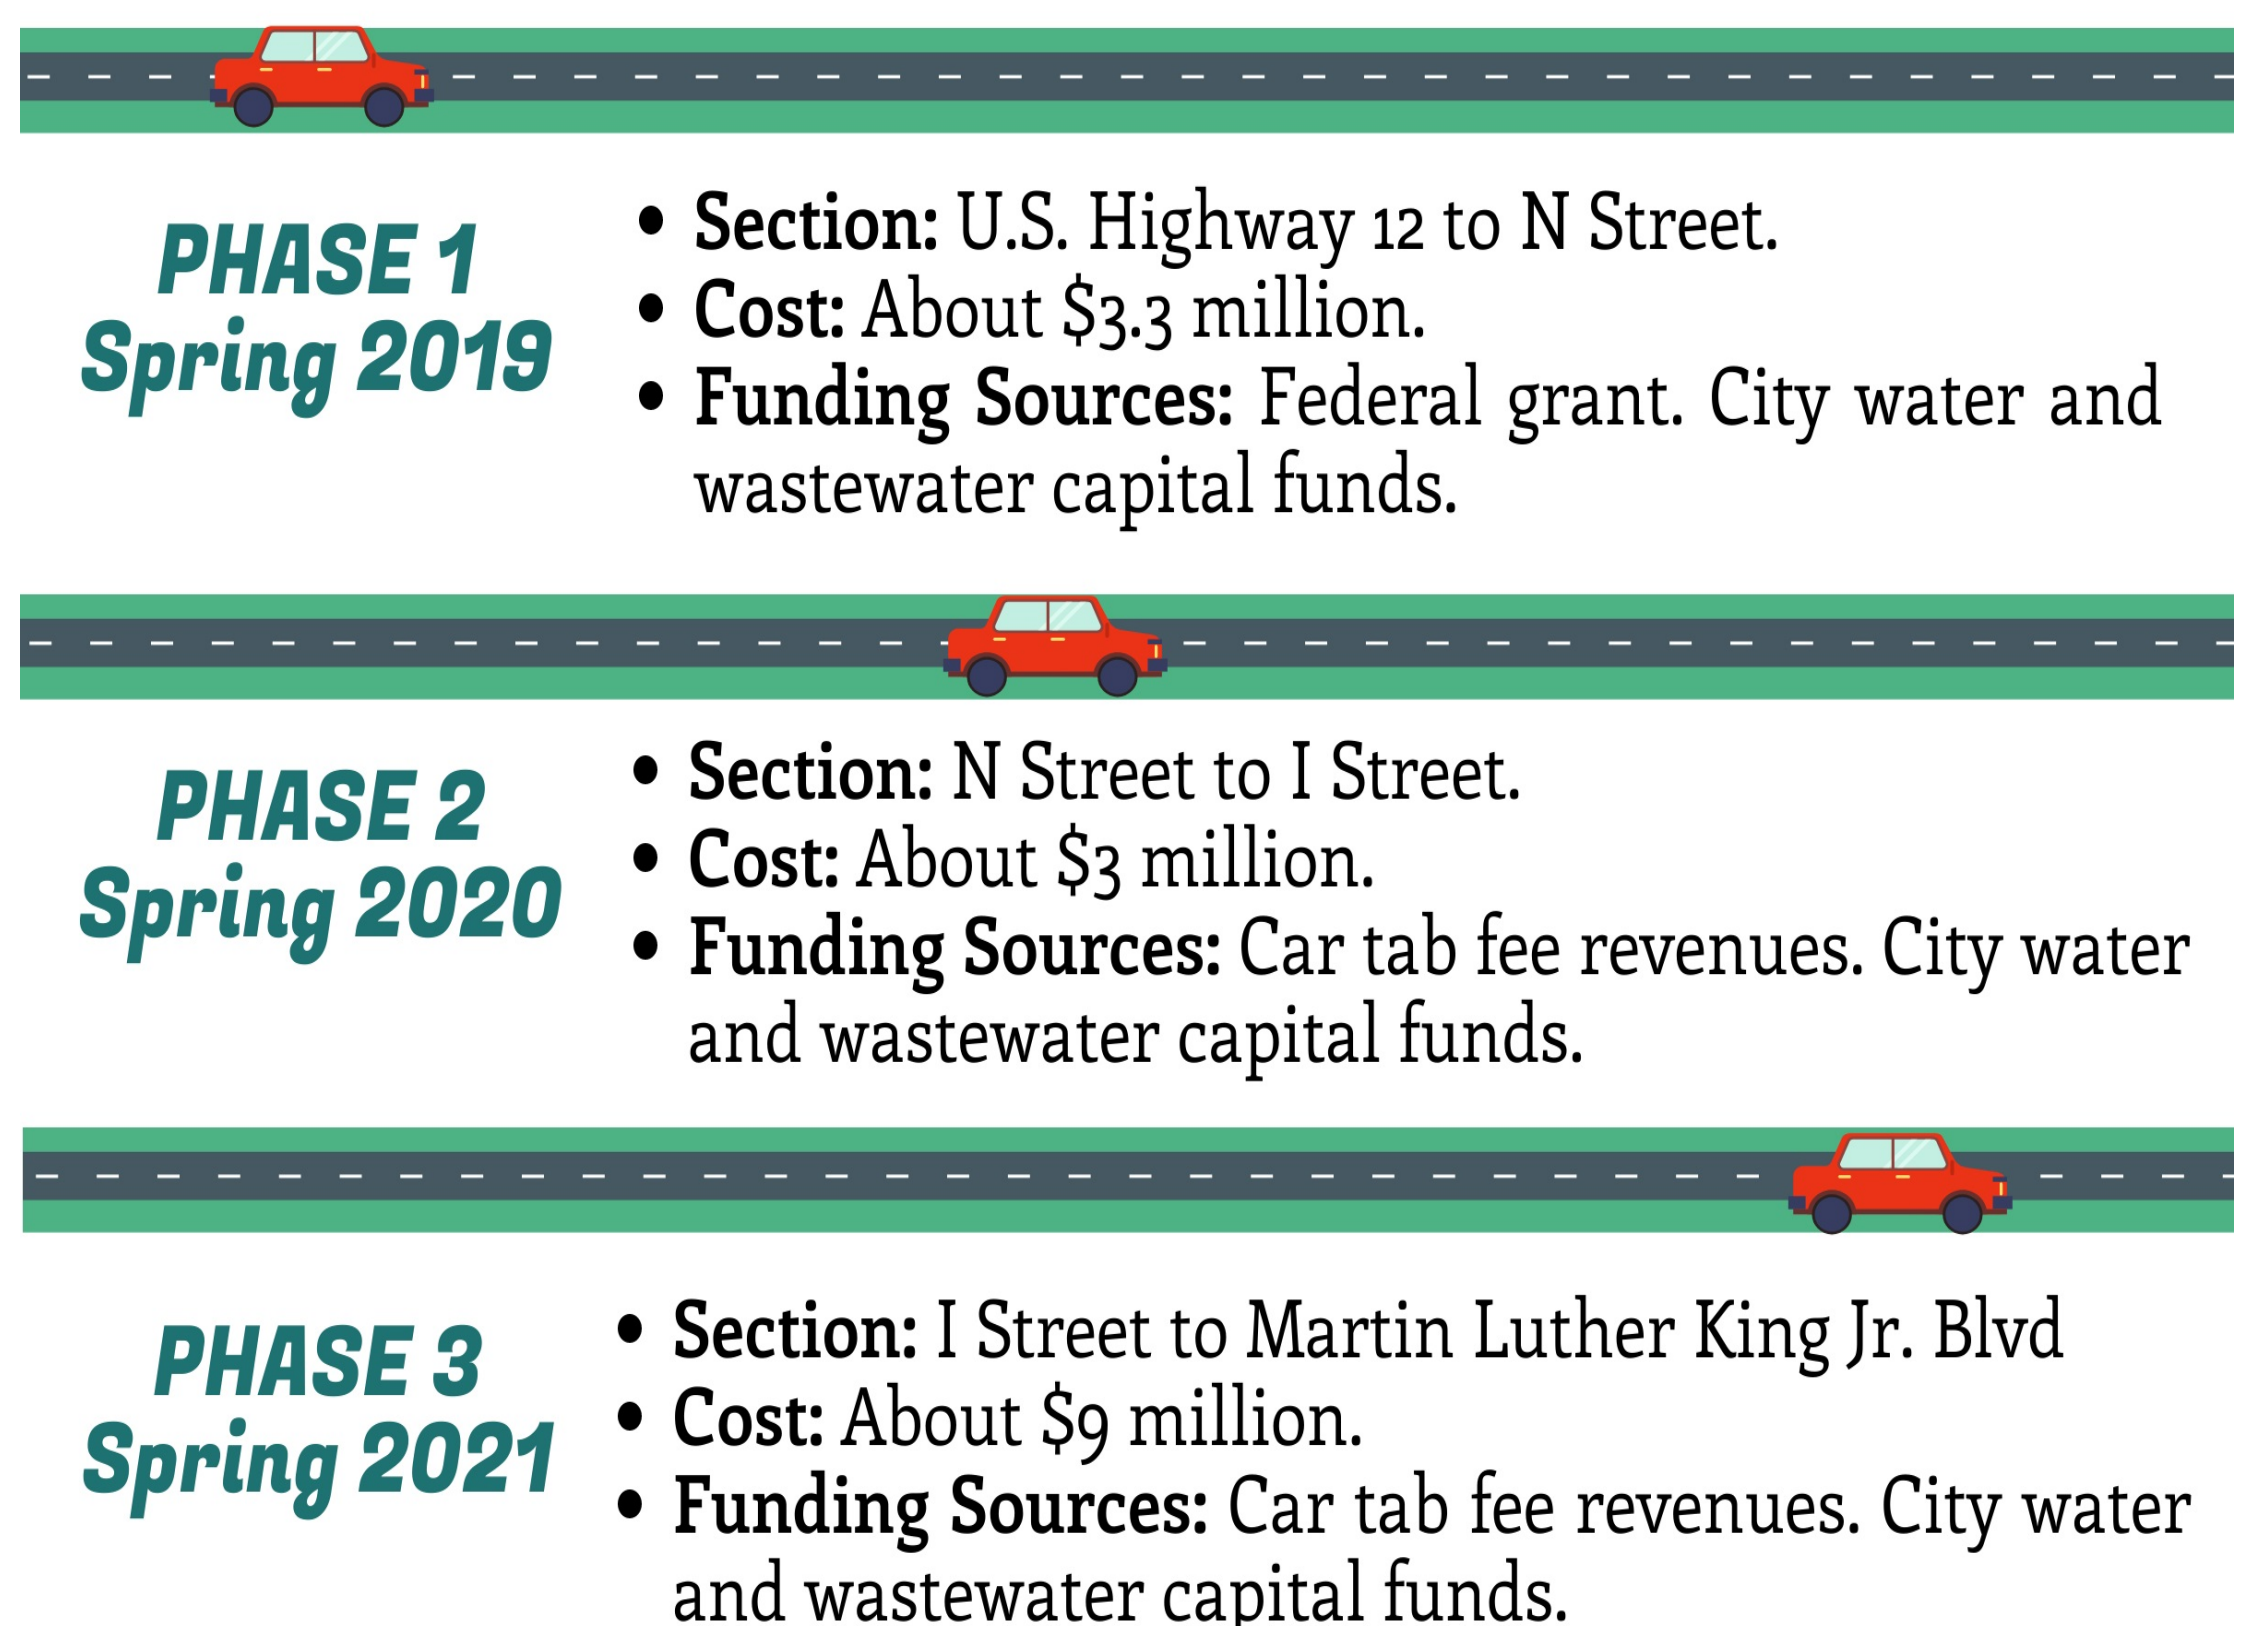 PHASE 1
Spring 2019
• Section: U.S. Highway 12 to N Street.
• Cost: About $3.3 million.
• Funding Sources: Federal grant. City water and
wastewater capital funds.
PHASE 2
Spring 2020
• Section: N Street to I Street.
• Cost: About $3 million.
• Funding Sources: Car tab fee revenues. City water
and wastewater capital funds.
PHASE 3
Spring 2021
• Section: I Street to Martin Luther King Jr. Blvd
• Cost: About $9 million.
• Funding Sources: Car tab fee revenues. City water
and wastewater capital funds.